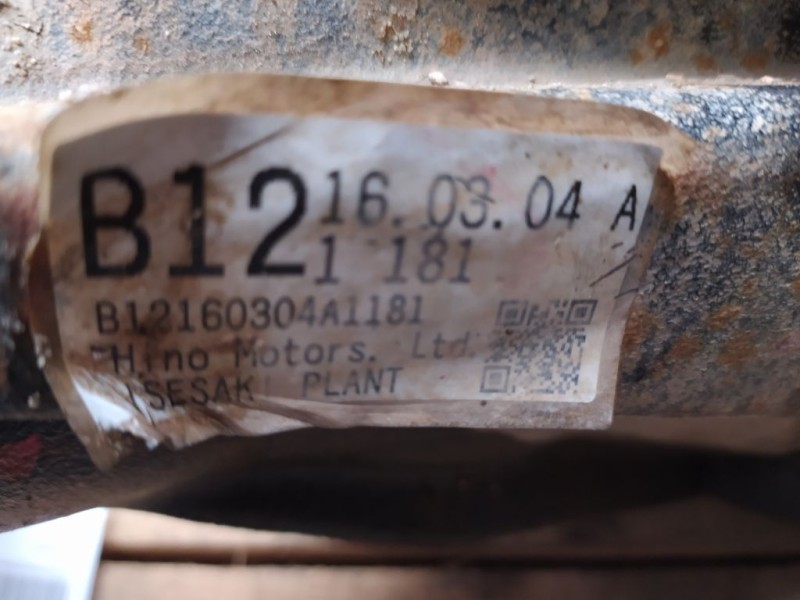 B12 16.03.04 A
1 181
B12160304A1181
Hino Motors. Ltd.
ISESAKI PLANT